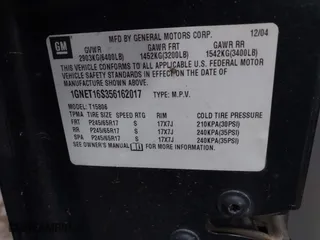 GM
MFD BY GENERAL MOTORS CORP. 12/04
GVWR GAWR FRT GAWR RR
2903KG(6400LB) 1452KG(3200LB) 1542KG(3400LB)
THIS VEHICLE CONFORMS TO ALL APPLICABLE U.S. FEDERAL MOTOR
VEHICLE SAFETY STANDARDS IN EFFECT ON THE DATE OF
MANUFACTURE SHOWN ABOVE.
1GNET16S356162017 TYPE: M.P.V.
T15806
TPMA TIRE SIZE SPEED RTG RIM COLD TIRE PRESSURE
FRT P245/65R17 S 17X7J 210KPA(30PSI)
RR P245/65R17 S 17X7J 240KPA(35PSI)
SPA P245/65R17 S 17X7J 240KPA(35PSI)
SEE OWNER'S MANUAL FOR MORE INFORMATION.